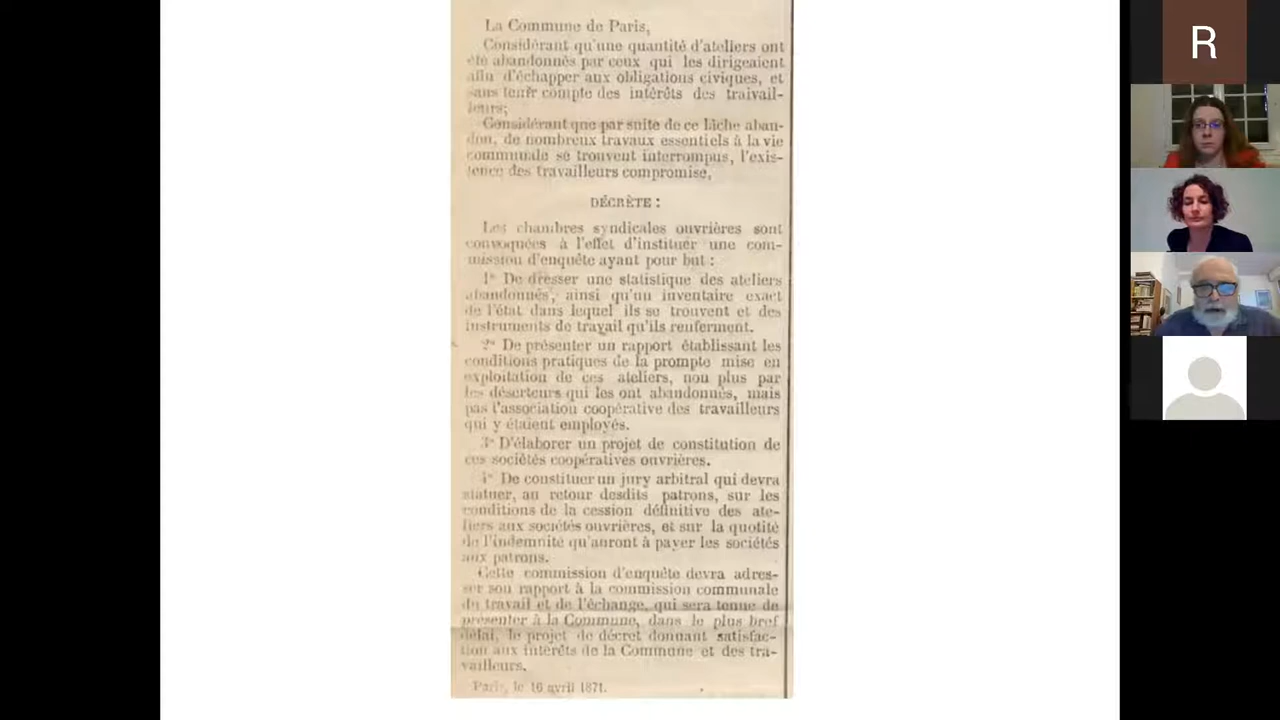 La Commune de Paris,
Considérant qu'une quantité d'ateliers ont
été abandonnés par ceux qui les dirigeaient
afin d'échapper aux obligations civiques, et
sans tenir compte des intérêts des traivail-
leurs;
Considérant que par suite de ce lâche aban-
don, de nombreux travaux essentiels à la vie
communale se trouvent interrompus, l'exis-
tence des travailleurs compromise,
DÉCRÈTE :
Les chambres syndicales ouvrières sont
convoquées à l'effet d'instituer une com-
mission d'enquête ayant pour but :
1° De dresser une statistique des ateliers
abandonnés, ainsi qu'un inventaire exact
de l'état dans lequel ils se trouvent et des
instruments de travail qu'ils renferment.
2° De présenter un rapport établissant les
conditions pratiques de la prompte mise en
exploitation de ces ateliers, non plus par
les déserteurs qui les ont abandonnés, mais
pas l'association coopérative des travailleurs
qui y étaient employés.
3° D'élaborer un projet de constitution de
ces sociétés coopératives ouvrières.
4° De constituer un jury arbitral qui devra
statuer, au retour desdits patrons, sur les
conditions de la cession définitive des ate-
liers aux sociétés ouvrières, et sur la quotité
de l'indemnité qu'auront à payer les sociétés
aux patrons.
Cette commission d'enquête devra adres-
ser son rapport à la commission communale
du travail et de l'échange, qui sera tenue de
présenter à la Commune, dans le plus bref
délai, le projet de décret donnant satisfac-
tion aux intérêts de la Commune et des tra-
vailleurs.
Paris, le 16 avril 1871.
R